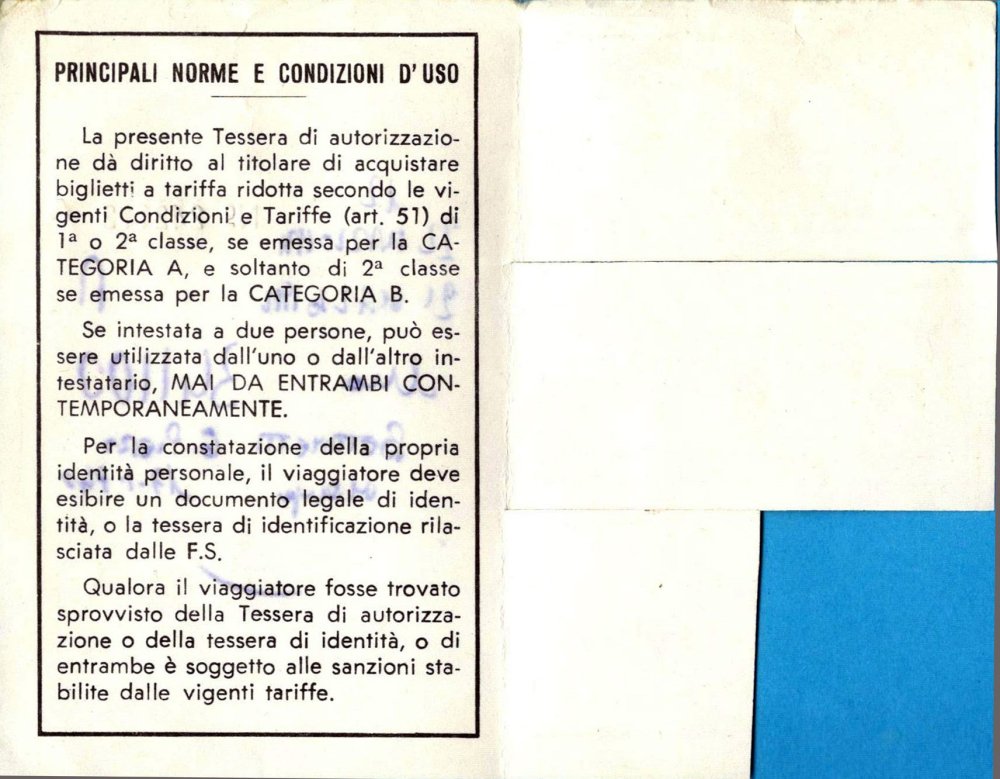 PRINCIPALI NORME E CONDIZIONI D'USO
La presente Tessera di autorizzazio-
ne dà diritto al titolare di acquistare
biglietti a tariffa ridotta secondo le vi-
genti Condizioni e Tariffe (art. 51) di
1ª o 2ª classe, se emessa per la CA-
TEGORIA A, e soltanto di 2ª classe
se emessa per la CATEGORIA B.
Se intestata a due persone, può es-
sere utilizzata dall'uno o dall'altro in-
testatario, MAI DA ENTRAMBI CON-
TEMPORANEAMENTE.
Per la constatazione della propria
identità personale, il viaggiatore deve
esibire un documento legale di iden-
tità, o la tessera di identificazione rila-
sciata dalle F.S.
Qualora il viaggiatore fosse trovato
sprovvisto della Tessera di autorizza-
zione o della tessera di identità, o di
entrambe è soggetto alle sanzioni sta-
bilite dalle vigenti tariffe.